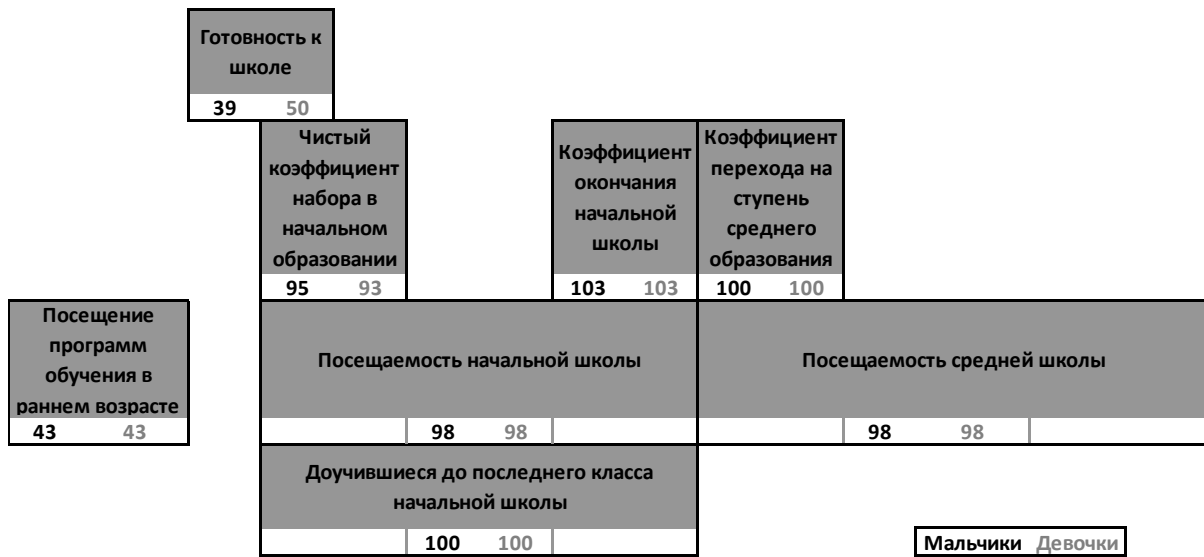 Готовность к
школе
39 50
Чистый
коэффициент
набора в
начальном
образовании
95 93
Коэффициент
окончания
начальной
школы
103 103
Коэффициент
перехода на
ступень
среднего
образования
100 100
Посещение
программ
обучения в
раннем возрасте
43 43
Посещаемость начальной школы
98 98
Посещаемость средней школы
98 98
Доучившиеся до последнего класса
начальной школы
100 100
Мальчики Девочки